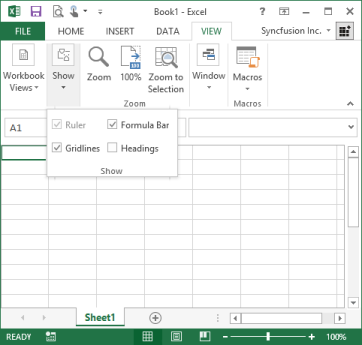 Book1 - Excel
FILE HOME INSERT DATA VIEW Syncfusion Inc.
Workbook Views Show Zoom 100% Zoom to Selection Window Macros
Zoom Macros
A1
Ruler Formula Bar
Gridlines Headings
Show
Sheet1
READY 100%